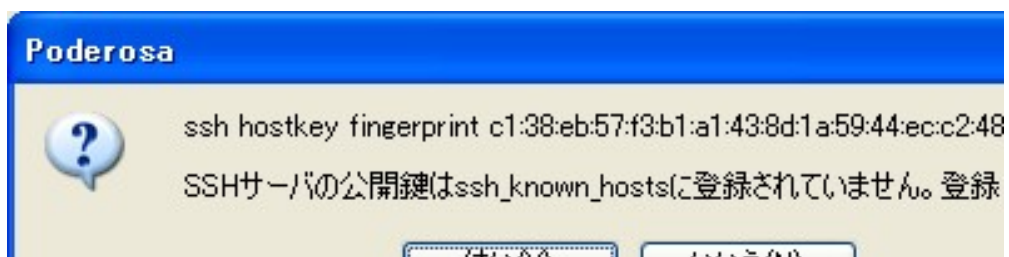 Poderosa
ssh hostkey fingerprint c1:38:eb:57:f3:b1:a1:43:8d:1a:59:44:ec:c2:48
SSHサーバの公開鍵はssh_known_hostsに登録されていません。登録